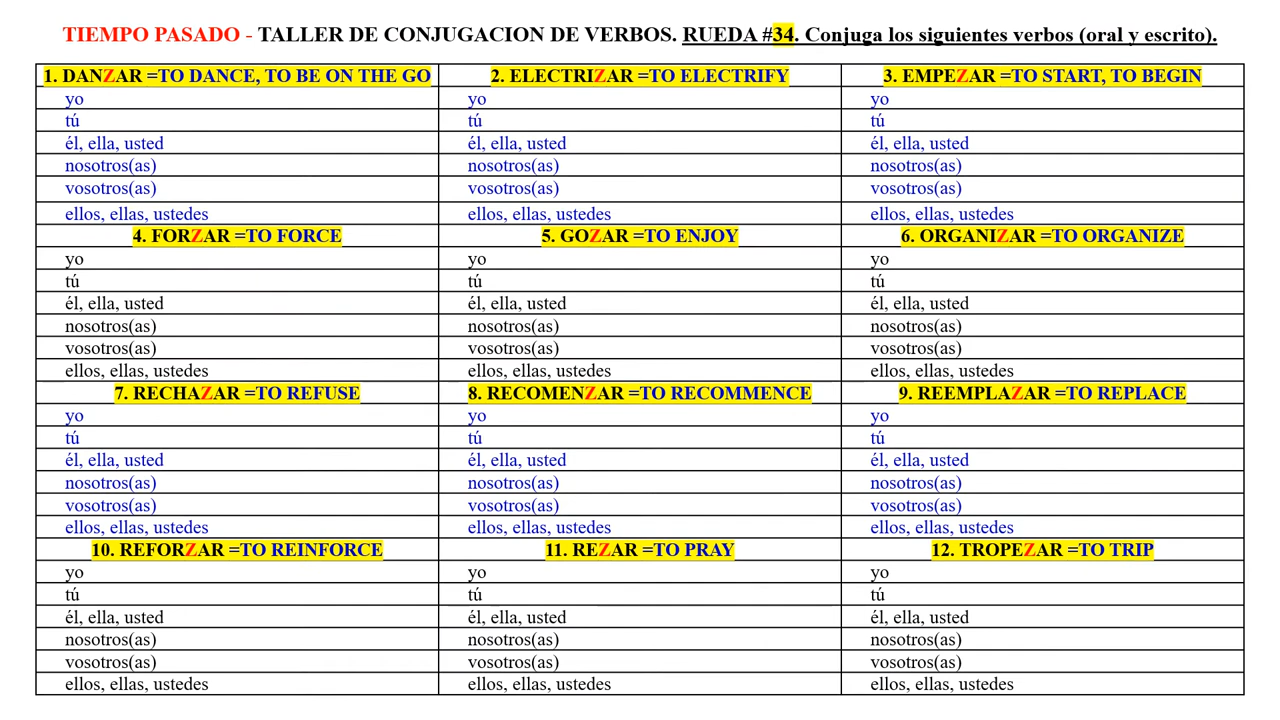 TIEMPO PASADO - TALLER DE CONJUGACION DE VERBOS. RUEDA #34. Conjuga los siguientes verbos (oral y escrito).
1. DANZAR =TO DANCE, TO BE ON THE GO 2. ELECTRIZAR =TO ELECTRIFY 3. EMPEZAR =TO START, TO BEGIN
yo yo yo
tú tú tú
él, ella, usted él, ella, usted él, ella, usted
nosotros(as) nosotros(as) nosotros(as)
vosotros(as) vosotros(as) vosotros(as)
ellos, ellas, ustedes ellos, ellas, ustedes ellos, ellas, ustedes
4. FORZAR =TO FORCE 5. GOZAR =TO ENJOY 6. ORGANIZAR =TO ORGANIZE
yo yo yo
tú tú tú
él, ella, usted él, ella, usted él, ella, usted
nosotros(as) nosotros(as) nosotros(as)
vosotros(as) vosotros(as) vosotros(as)
ellos, ellas, ustedes ellos, ellas, ustedes ellos, ellas, ustedes
7. RECHAZAR =TO REFUSE 8. RECOMENZAR =TO RECOMMENCE 9. REEMPLAZAR =TO REPLACE
yo yo yo
tú tú tú
él, ella, usted él, ella, usted él, ella, usted
nosotros(as) nosotros(as) nosotros(as)
vosotros(as) vosotros(as) vosotros(as)
ellos, ellas, ustedes ellos, ellas, ustedes ellos, ellas, ustedes
10. REFORZAR =TO REINFORCE 11. REZAR =TO PRAY 12. TROPEZAR =TO TRIP
yo yo yo
tú tú tú
él, ella, usted él, ella, usted él, ella, usted
nosotros(as) nosotros(as) nosotros(as)
vosotros(as) vosotros(as) vosotros(as)
ellos, ellas, ustedes ellos, ellas, ustedes ellos, ellas, ustedes